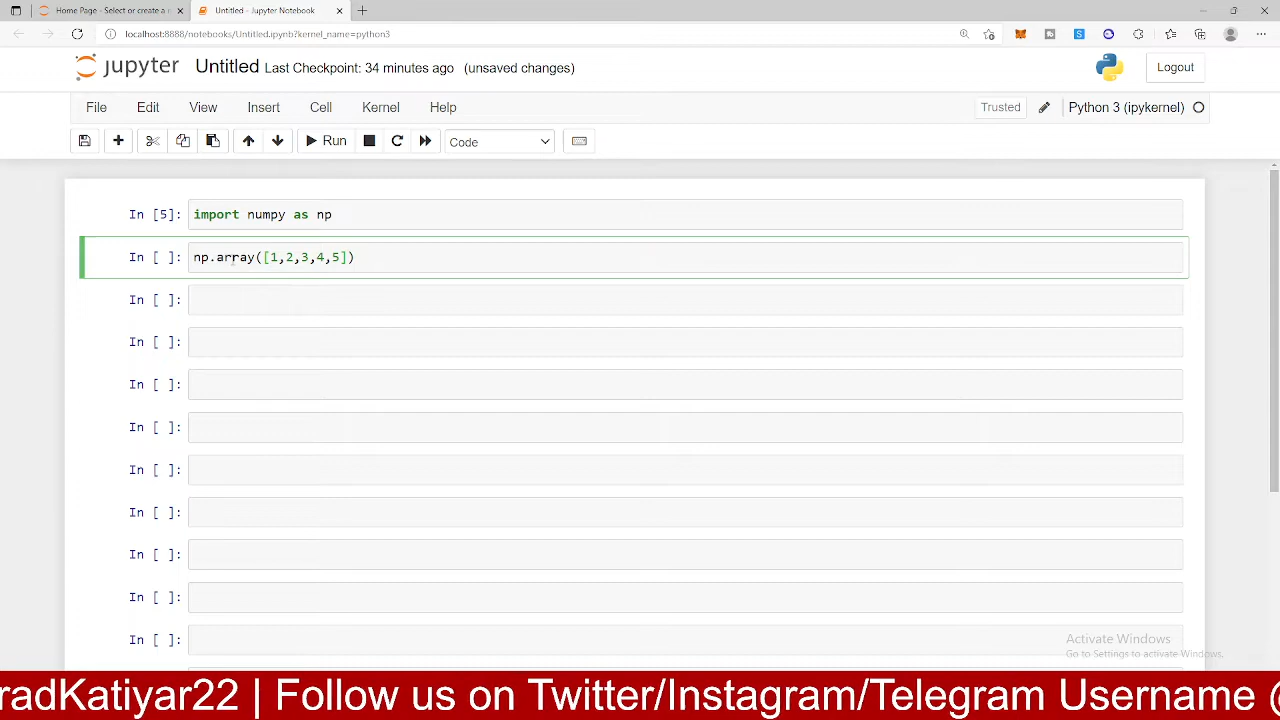 Home Page - Select or create a n
Untitled - Jupyter Notebook
localhost:8888/notebooks/Untitled.ipynb?kernel_name=python3
jupyter Untitled Last Checkpoint: 34 minutes ago (unsaved changes)
Logout
File Edit View Insert Cell Kernel Help
Trusted
Python 3 (ipykernel)
Run
Code
In [5]: import numpy as np
In [ ]: np.array([1,2,3,4,5])
In [ ]:
In [ ]:
In [ ]:
In [ ]:
In [ ]:
In [ ]:
In [ ]:
In [ ]:
In [ ]:
Activate Windows
Go to Settings to activate Windows.
radKatiyar22 | Follow us on Twitter/Instagram/Telegram Username @